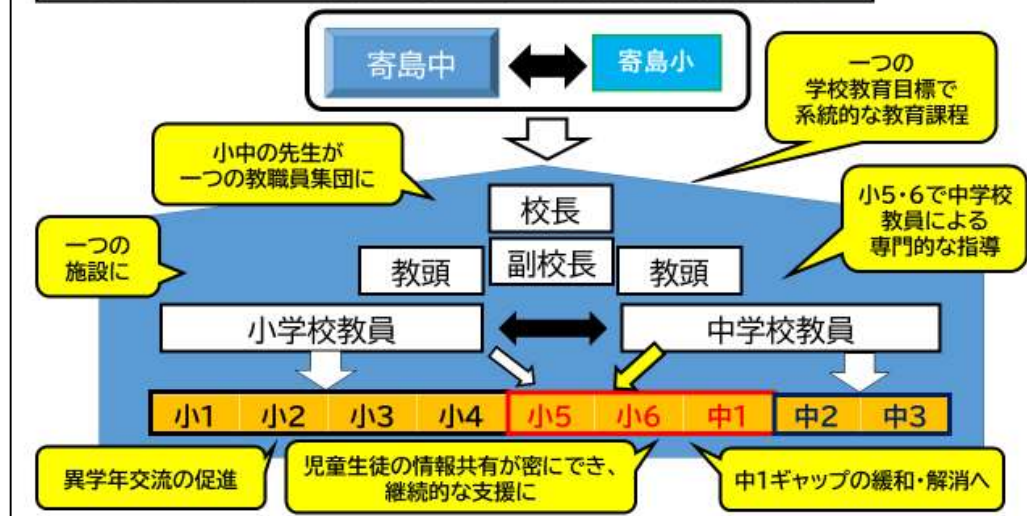 寄島中
寄島小
一つの
学校教育目標で
系統的な教育課程
小中の先生が
一つの教職員集団に
校長
小5・6で中学校
教員による
専門的な指導
一つの
施設に
教頭
副校長
教頭
小学校教員
中学校教員
小1 小2 小3 小4 小5 小6 中1 中2 中3
異学年交流の促進
児童生徒の情報共有が密にでき、
継続的な支援に
中1ギャップの緩和・解消へ